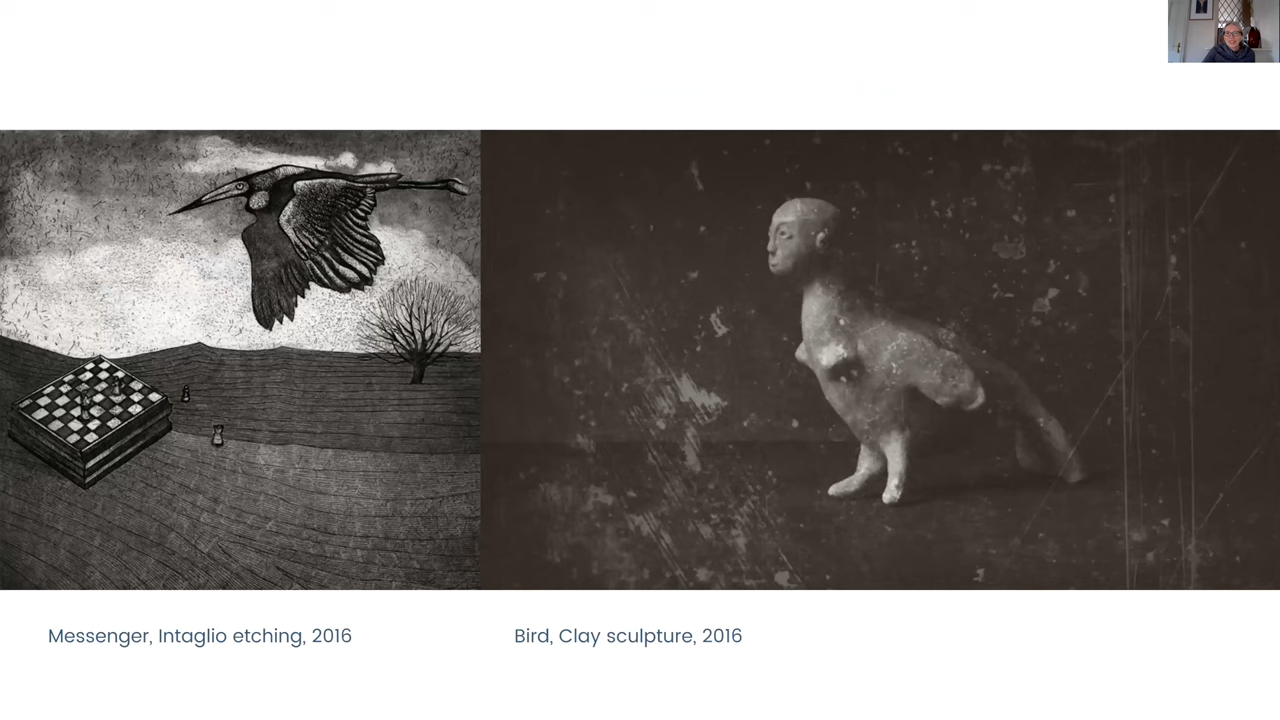 Messenger, Intaglio etching, 2016
Bird, Clay sculpture, 2016